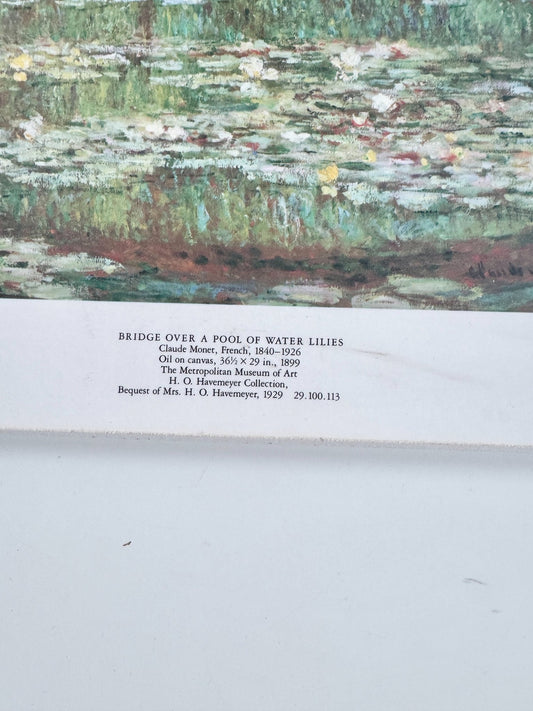 BRIDGE OVER A POOL OF WATER LILIES
Claude Monet, French, 1840–1926
Oil on canvas, 36½ × 29 in., 1899
The Metropolitan Museum of Art
H. O. Havemeyer Collection,
Bequest of Mrs. H. O. Havemeyer, 1929 29.100.113